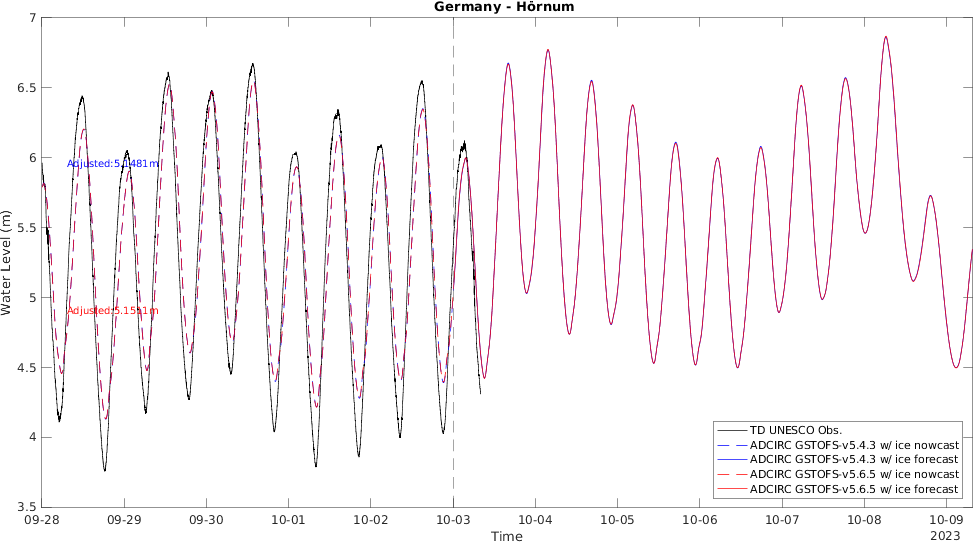 Germany - Hörnum
7
6.5
6
5.5
5
4.5
4
3.5
Water Level (m)
Adjusted:5.1481m
TD UNESCO Obs.
ADCIRC GSTOFS-v5.4.3 w/ ice nowcast
ADCIRC GSTOFS-v5.4.3 w/ ice forecast
ADCIRC GSTOFS-v5.6.5 w/ ice nowcast
ADCIRC GSTOFS-v5.6.5 w/ ice forecast
09-28
09-29
09-30
10-01
10-02
10-03
10-04
10-05
10-06
10-07
10-08
10-09
Time
2023